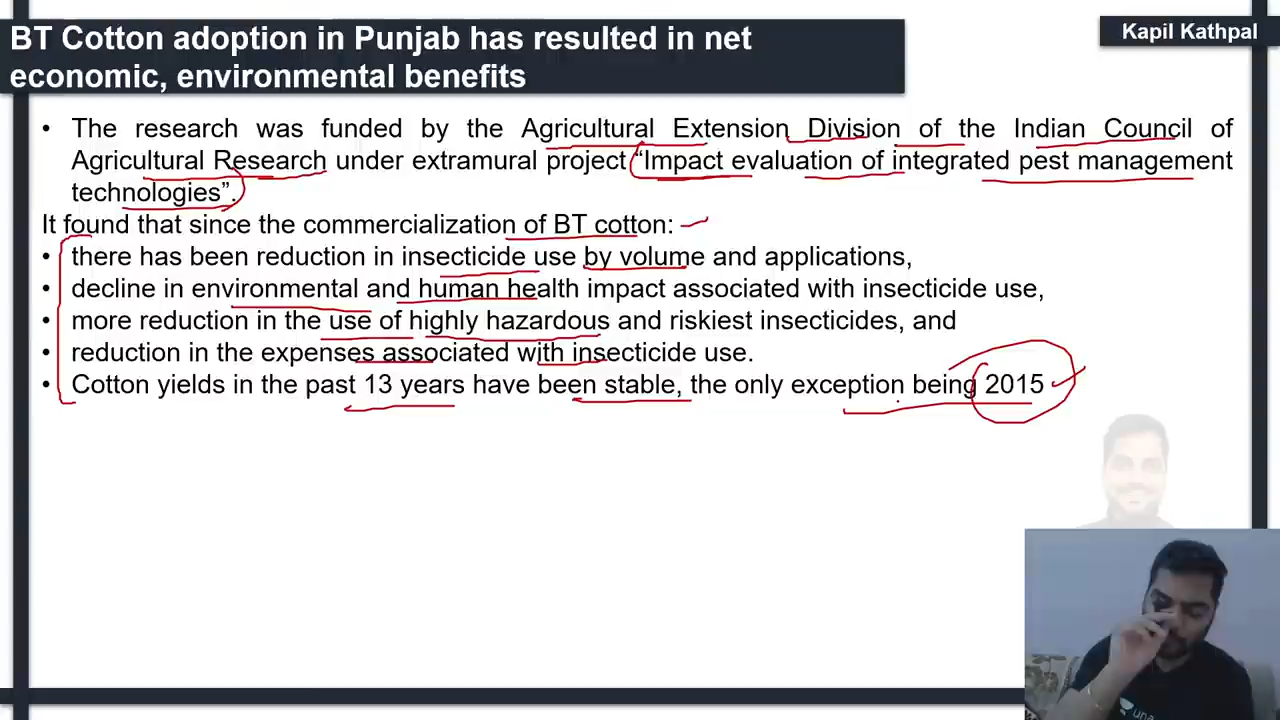 BT Cotton adoption in Punjab has resulted in net
economic, environmental benefits
Kapil Kathpal
• The research was funded by the Agricultural Extension Division of the Indian Council of
Agricultural Research under extramural project “Impact evaluation of integrated pest management
technologies”.
It found that since the commercialization of BT cotton:
• there has been reduction in insecticide use by volume and applications,
• decline in environmental and human health impact associated with insecticide use,
• more reduction in the use of highly hazardous and riskiest insecticides, and
• reduction in the expenses associated with insecticide use.
• Cotton yields in the past 13 years have been stable, the only exception being 2015